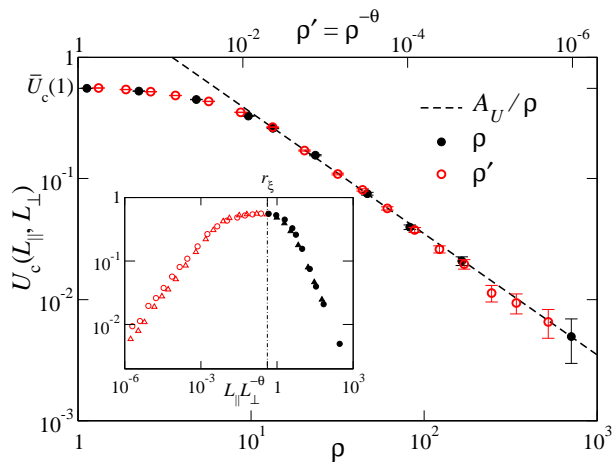 ρ′ = ρ^{−θ}
1 10^{-2} 10^{-4} 10^{-6}
1
Ū_c(1)
A_U / ρ
ρ
ρ′
10^{-1}
r_ξ
1
10^{-1}
10^{-2}
10^{-6} 10^{-3} 1 10^{3}
L_∥L_⊥^{−θ}
U_c(L_∥, L_⊥)
10^{-2}
10^{-3}
1 10^{1} 10^{2} 10^{3}
ρ